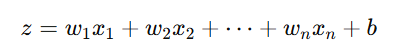 z = w₁x₁ + w₂x₂ + ⋯ + wₙxₙ + b